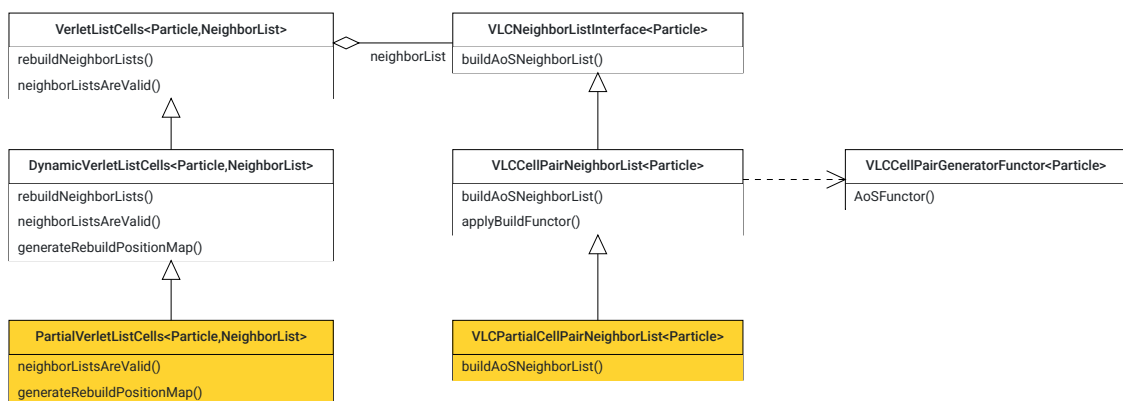 VerletListCells<Particle,NeighborList>
rebuildNeighborLists()
neighborListsAreValid()
neighborList
VLCNeighborListInterface<Particle>
buildAoSNeighborList()
DynamicVerletListCells<Particle,NeighborList>
rebuildNeighborLists()
neighborListsAreValid()
generateRebuildPositionMap()
VLCCellPairNeighborList<Particle>
buildAoSNeighborList()
applyBuildFunctor()
VLCCellPairGeneratorFunctor<Particle>
AoSFunctor()
PartialVerletListCells<Particle,NeighborList>
neighborListsAreValid()
generateRebuildPositionMap()
VLCPartialCellPairNeighborList<Particle>
buildAoSNeighborList()